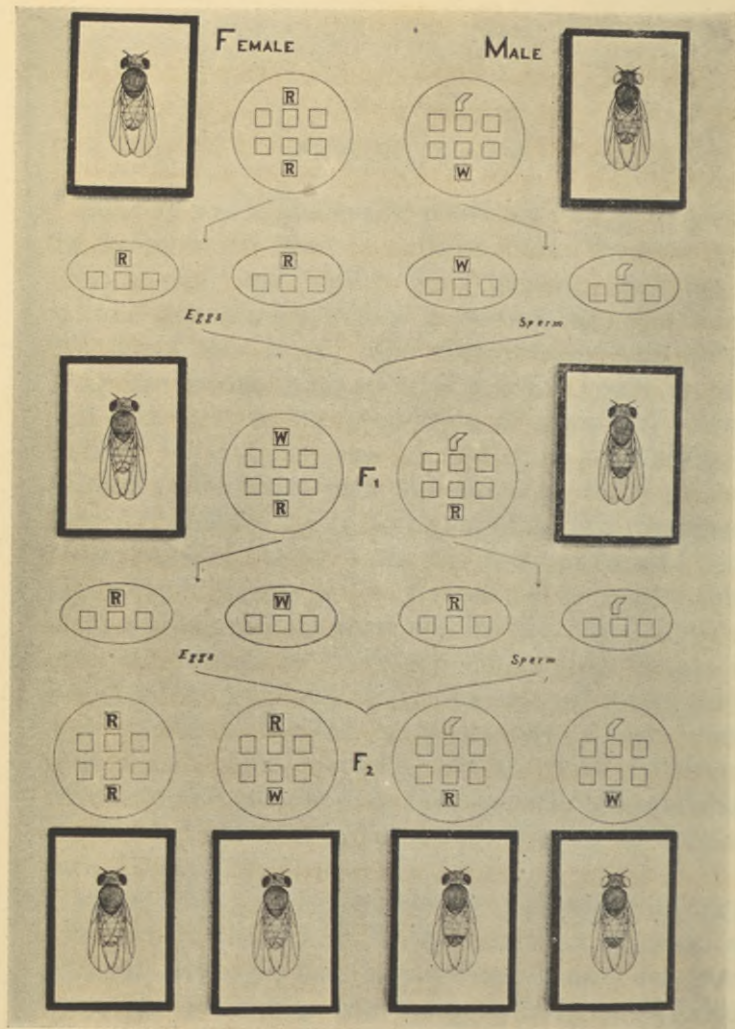 FEMALE MALE
R
R W
R R W
Eggs Sperm
W
F1
R R
R W R
Eggs Sperm
R R
F2
R W R W